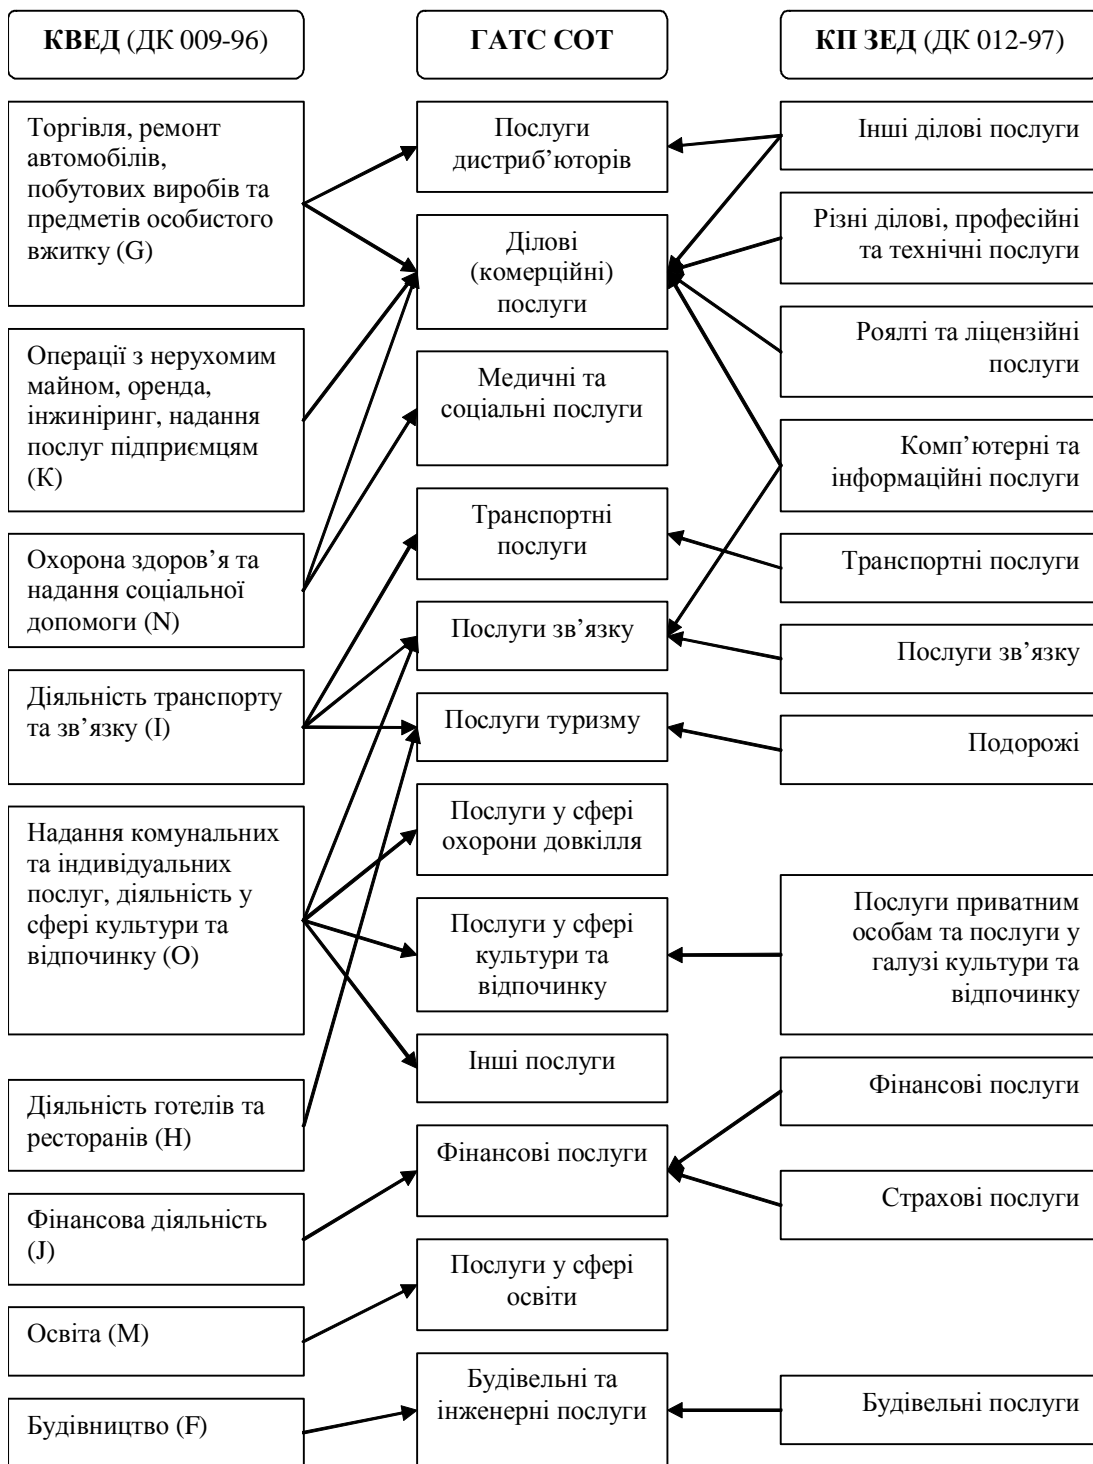 КВЕД (ДК 009-96)
ГАТС СОТ
КП ЗЕД (ДК 012-97)
Торгівля, ремонт
автомобілів,
побутових виробів та
предметів особистого
вжитку (G)
Операції з нерухомим
майном, оренда,
інжиніринг, надання
послуг підприємцям
(К)
Охорона здоров’я та
надання соціальної
допомоги (N)
Діяльність транспорту
та зв’язку (І)
Надання комунальних
та індивідуальних
послуг, діяльність у
сфері культури та
відпочинку (О)
Діяльність готелів та
ресторанів (Н)
Фінансова діяльність
(J)
Освіта (М)
Будівництво (F)
Послуги
дистриб’юторів
Ділові
(комерційні)
послуги
Медичні та
соціальні послуги
Транспортні
послуги
Послуги зв’язку
Послуги туризму
Послуги у сфері
охорони довкілля
Послуги у сфері
культури та
відпочинку
Інші послуги
Фінансові послуги
Послуги у сфері
освіти
Будівельні та
інженерні послуги
Інші ділові послуги
Різні ділові, професійні
та технічні послуги
Роялті та ліцензійні
послуги
Комп’ютерні та
інформаційні послуги
Транспортні послуги
Послуги зв’язку
Подорожі
Послуги приватним
особам та послуги у
галузі культури та
відпочинку
Фінансові послуги
Страхові послуги
Будівельні послуги